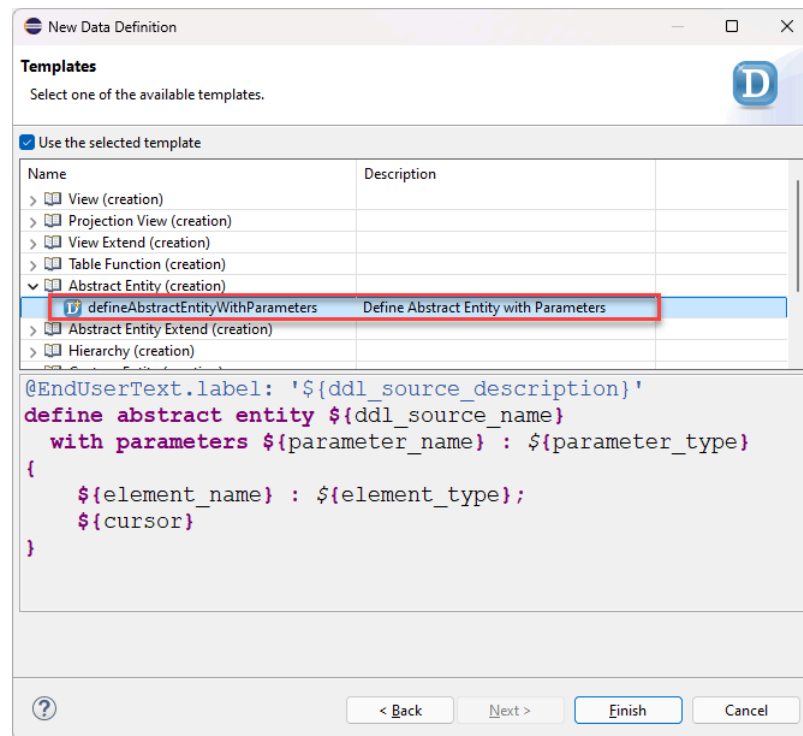 New Data Definition
Templates
Select one of the available templates.
D
Use the selected template
Name Description
View (creation)
Projection View (creation)
View Extend (creation)
Table Function (creation)
Abstract Entity (creation)
D defineAbstractEntityWithParameters Define Abstract Entity with Parameters
Abstract Entity Extend (creation)
Hierarchy (creation)
@EndUserText.label: '${ddl_source_description}'
define abstract entity ${ddl_source_name}
with parameters ${parameter_name} : ${parameter_type}
{
${element_name} : ${element_type};
${cursor}
}
? < Back Next > Finish Cancel